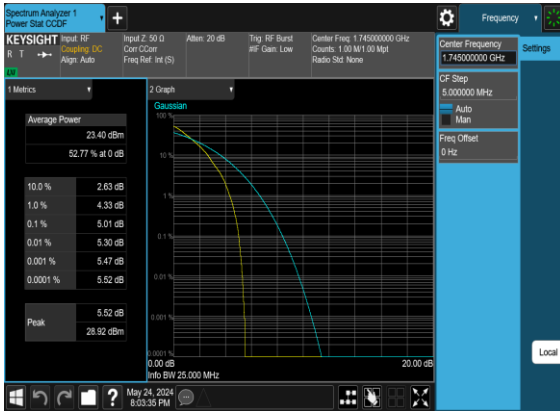 Spectrum Analyzer 1
Power Stat CCDF
+
Frequency
KEYSIGHT
R T
LXI
Input: RF
Coupling: DC
Align: Auto
Input Z: 50 Ω
Corr CCorr
Freq Ref: Int (S)
Atten: 20 dB
Trig: RF Burst
#IF Gain: Low
Center Freq: 1.745000000 GHz
Counts: 1.00 M/1.00 Mpt
Radio Std: None
Center Frequency
1.745000000 GHz
Settings
CF Step
5.000000 MHz
Auto
Man
Freq Offset
0 Hz
Local
1 Metrics
Average Power
23.40 dBm
52.77 % at 0 dB
10.0 % 2.63 dB
1.0 % 4.33 dB
0.1 % 5.01 dB
0.01 % 5.30 dB
0.001 % 5.47 dB
0.0001 % 5.52 dB
Peak
5.52 dB
28.92 dBm
2 Graph
Gaussian
100 %
10 %
1 %
0.1 %
0.01 %
0.001 %
0.0001 %
0.00 dB
20.00 dB
Info BW 25.000 MHz
?
May 24, 2024
8:03:35 PM